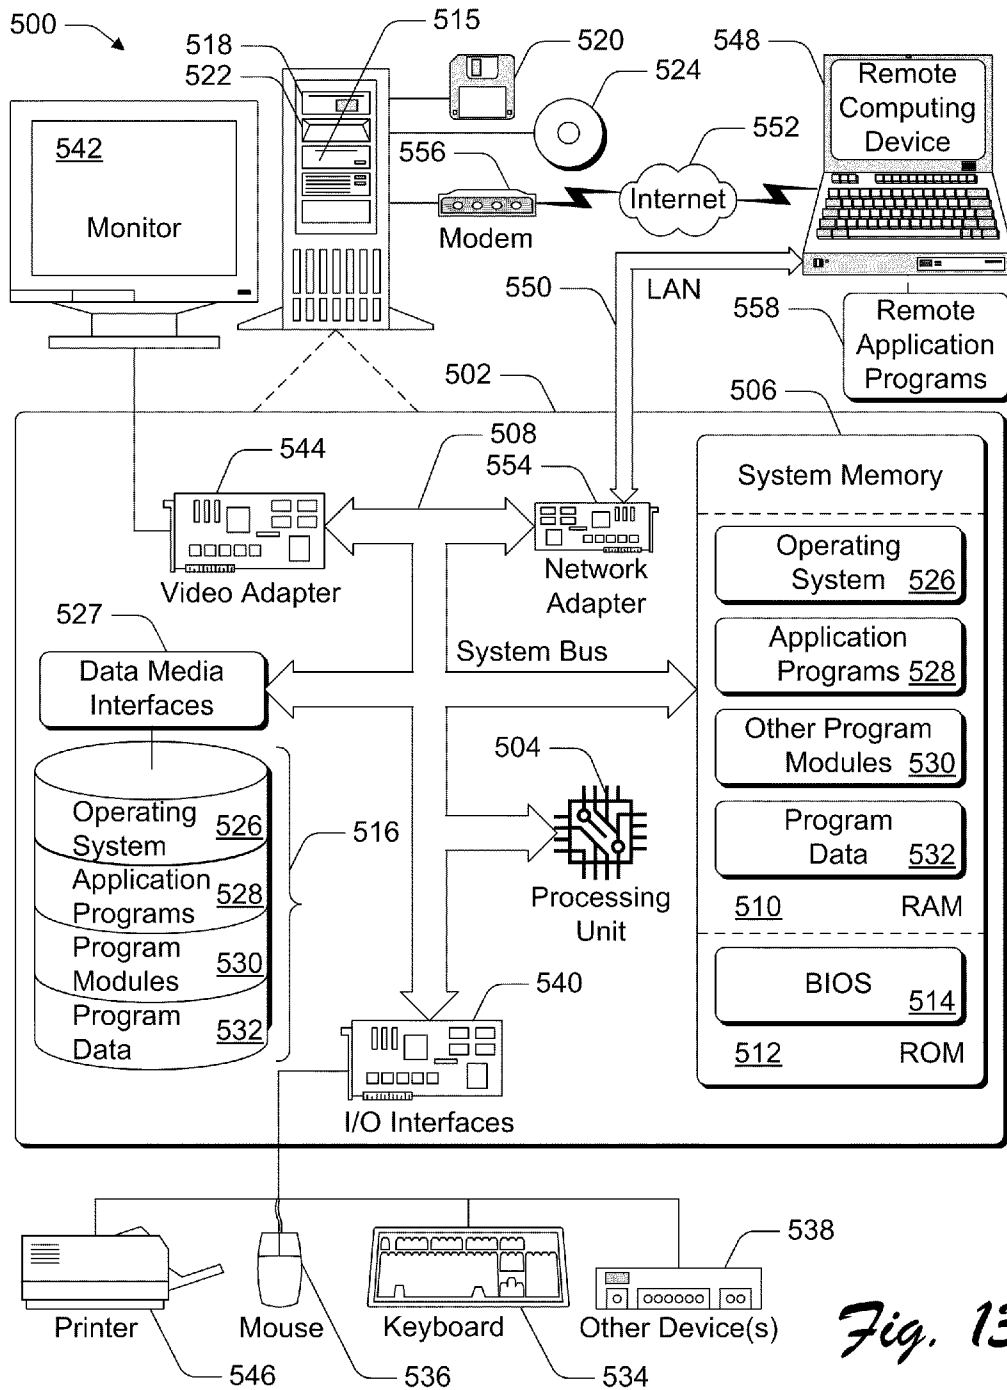 500
515
518
522
520
524
548
Remote
Computing
Device
542
Monitor
556
552
Internet
Modem
550
LAN
558
Remote
Application
Programs
502
506
508
544
554
System Memory
Video Adapter
Network
Adapter
Operating
System 526
527
Data Media
Interfaces
System Bus
Application
Programs 528
Other Program
Modules 530
504
Program
Data 532
Processing
Unit
510 RAM
Operating
System 526
516
Application
Programs 528
Program
Modules 530
Program
Data 532
BIOS 514
512 ROM
540
I/O Interfaces
538
Printer
Mouse
Keyboard
Other Device(s)
546
536
534
Fig. 13